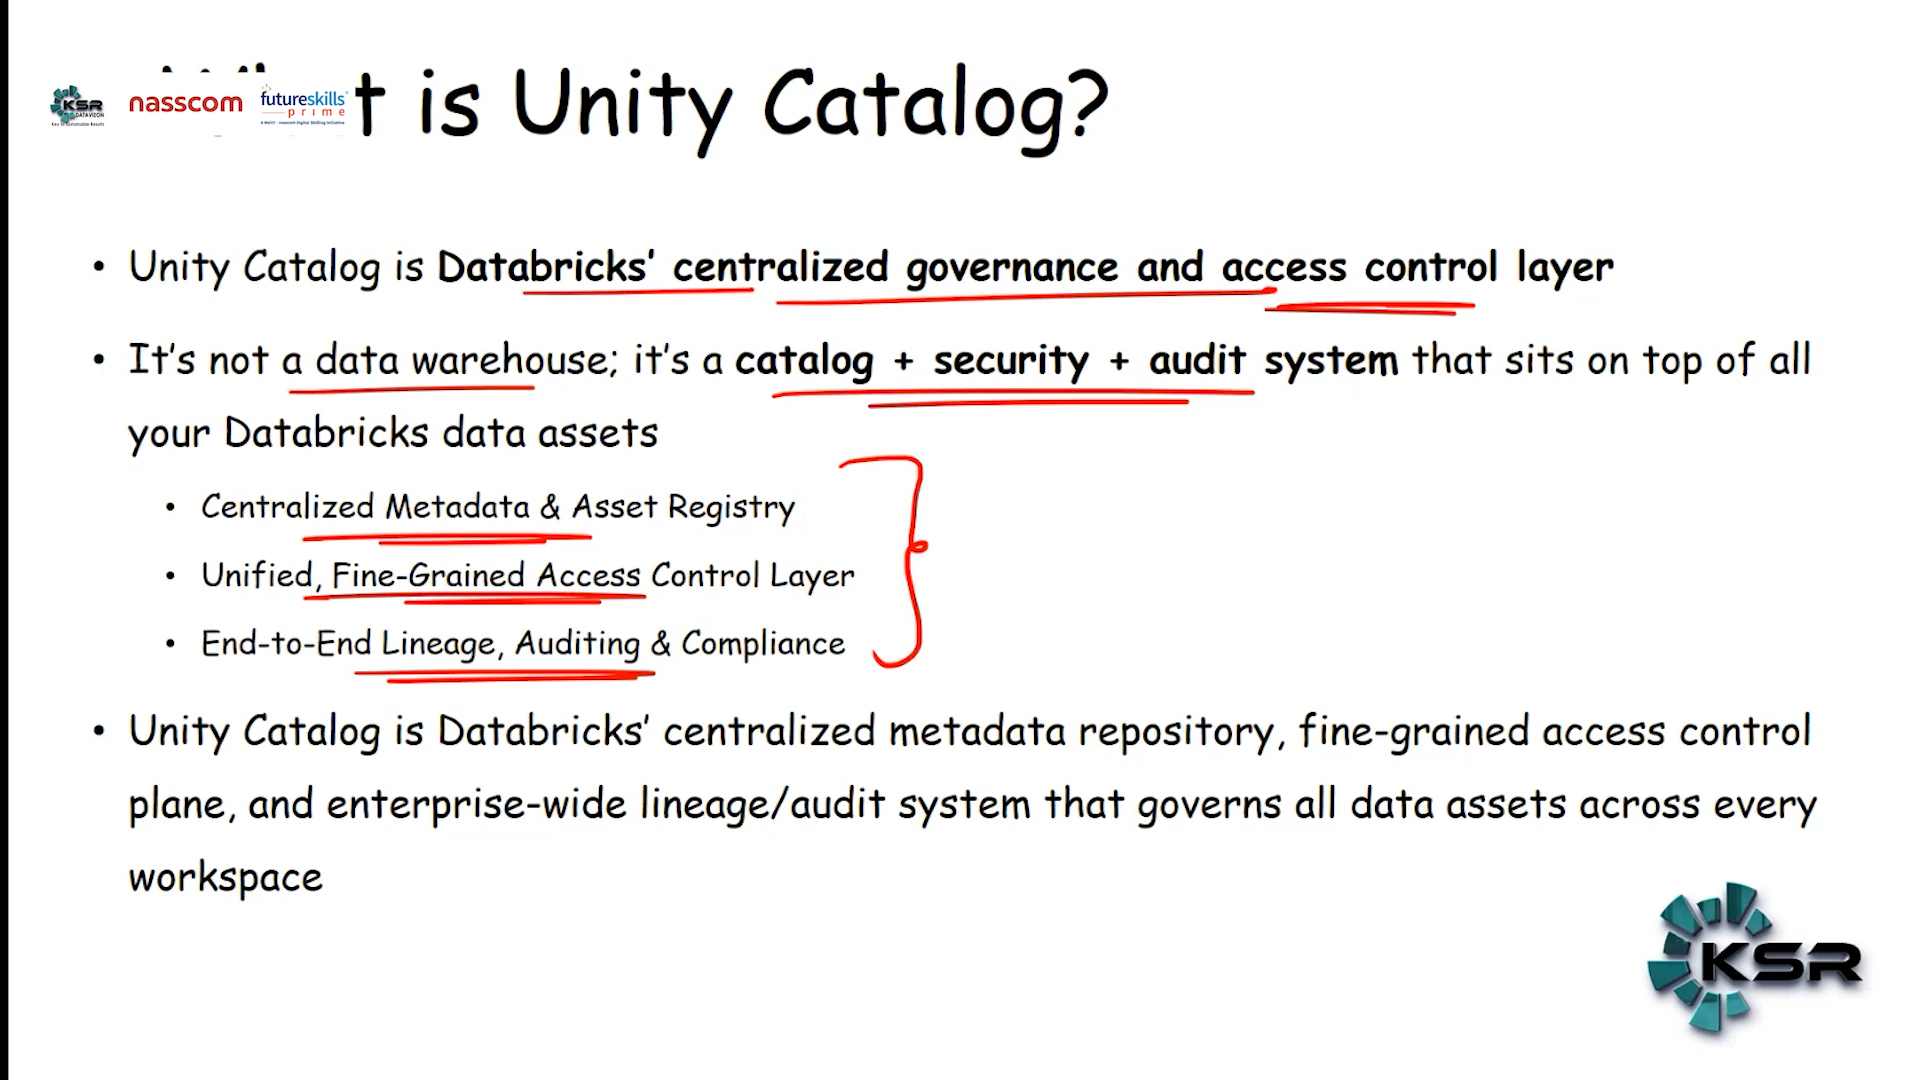 What is Unity Catalog?
KSR
DATAVIZON
nasscom
futureskills
prime
• Unity Catalog is Databricks’ centralized governance and access control layer
• It’s not a data warehouse; it’s a catalog + security + audit system that sits on top of all
your Databricks data assets
• Centralized Metadata & Asset Registry
• Unified, Fine-Grained Access Control Layer
• End-to-End Lineage, Auditing & Compliance
• Unity Catalog is Databricks’ centralized metadata repository, fine-grained access control
plane, and enterprise-wide lineage/audit system that governs all data assets across every
workspace
KSR